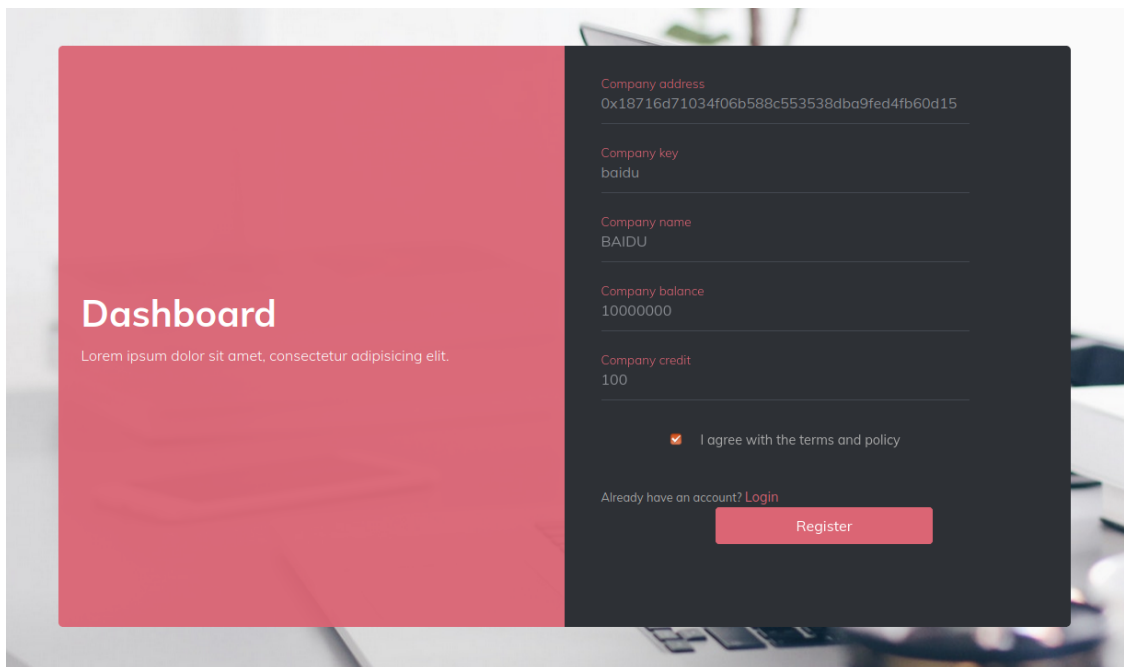 Dashboard
Lorem ipsum dolor sit amet, consectetur adipisicing elit.
Company address
0x18716d71034f06b588c553538dba9fed4fb60d15
Company key
baidu
Company name
BAIDU
Company balance
10000000
Company credit
100
I agree with the terms and policy
Already have an account? Login
Register